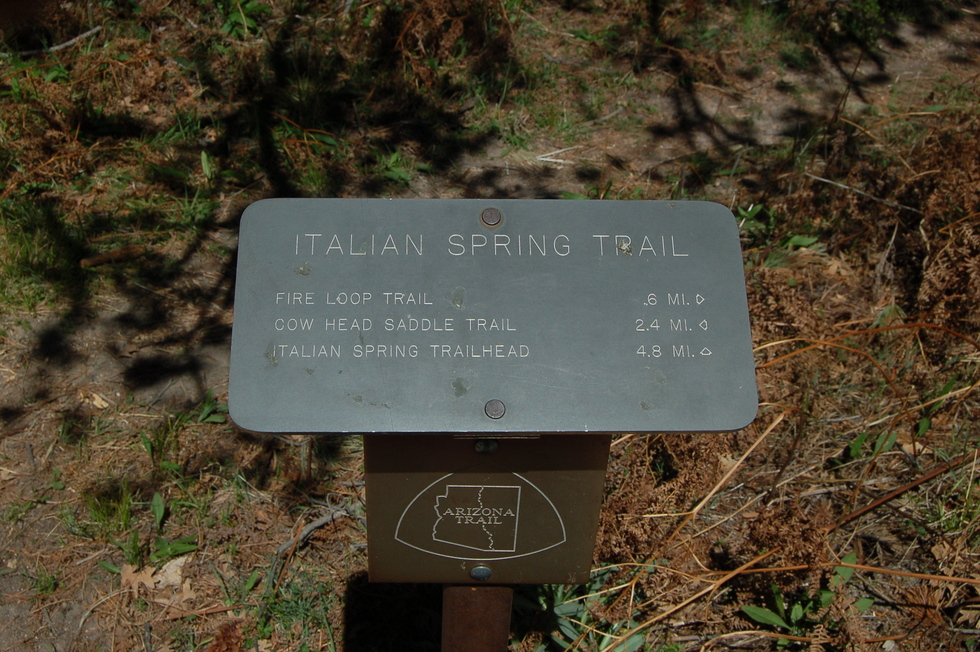 ITALIAN SPRING TRAIL
FIRE LOOP TRAIL .6 MI.
COW HEAD SADDLE TRAIL 2.4 MI.
ITALIAN SPRING TRAILHEAD 4.8 MI.
ARIZONA
TRAIL